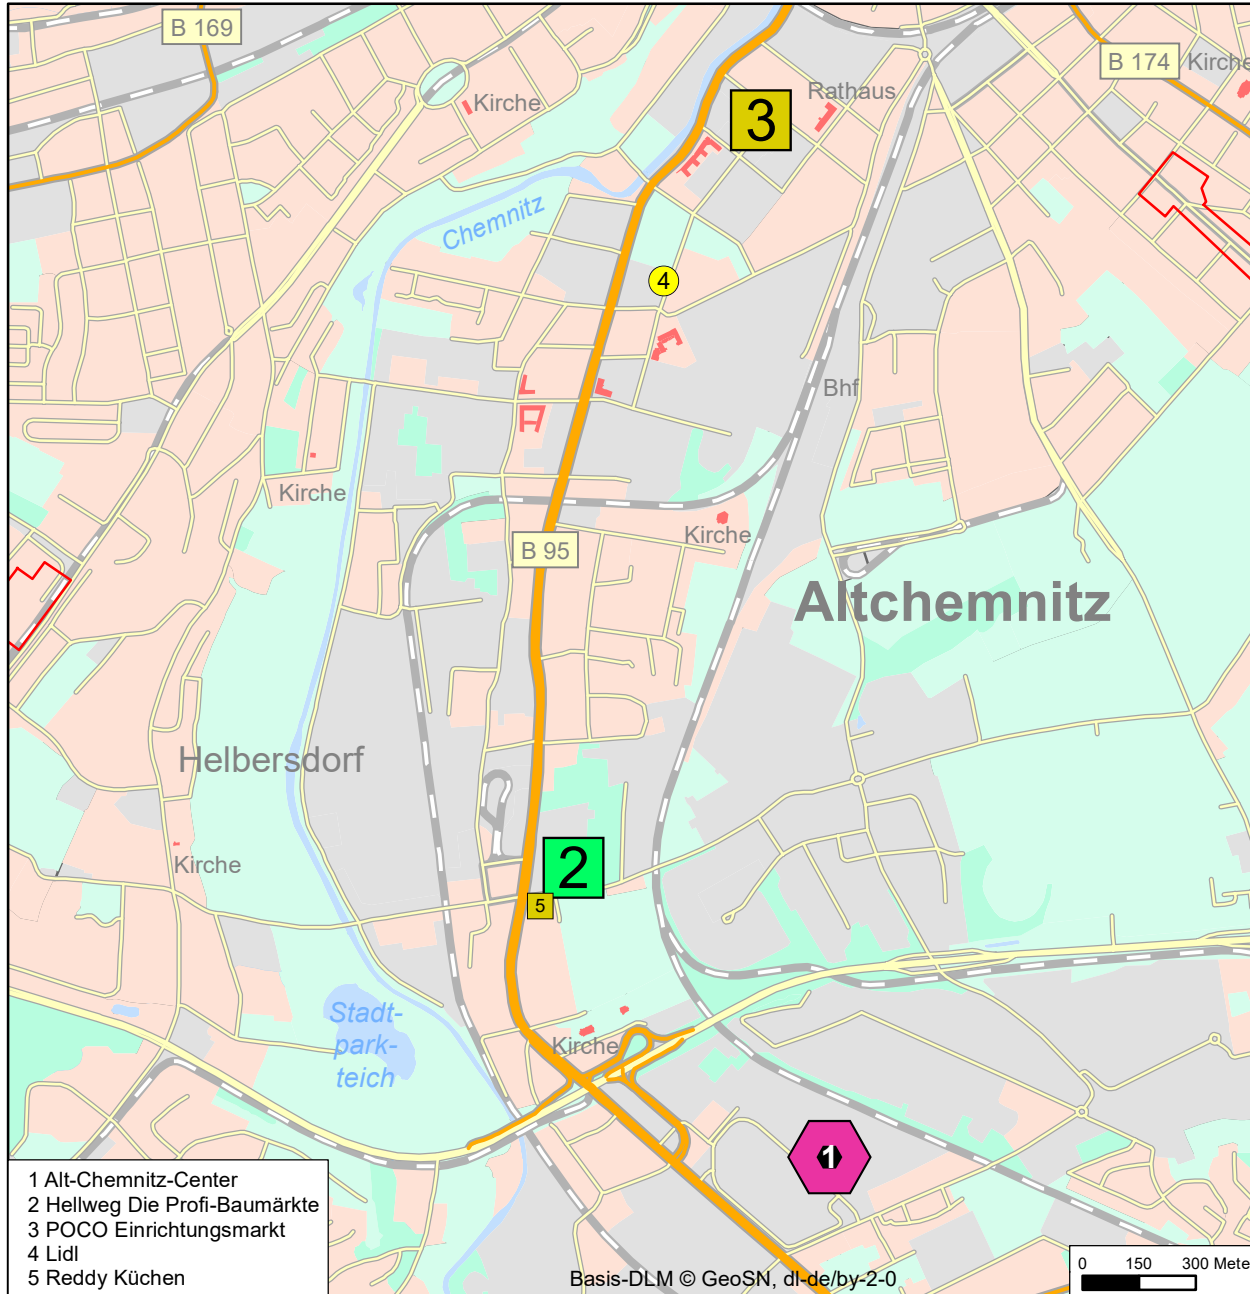 B 169
B 174
Kirche
Kirche
Rathaus
3
Chemnitz
4
Bhf
Kirche
Kirche
B 95
Altchemnitz
Helbersdorf
Kirche
2
5
Stadt-
park-
teich
Kirche
1
1 Alt-Chemnitz-Center
2 Hellweg Die Profi-Baumärkte
3 POCO Einrichtungsmarkt
4 Lidl
5 Reddy Küchen
Basis-DLM © GeoSN, dl-de/by-2-0
0 150 300 Mete